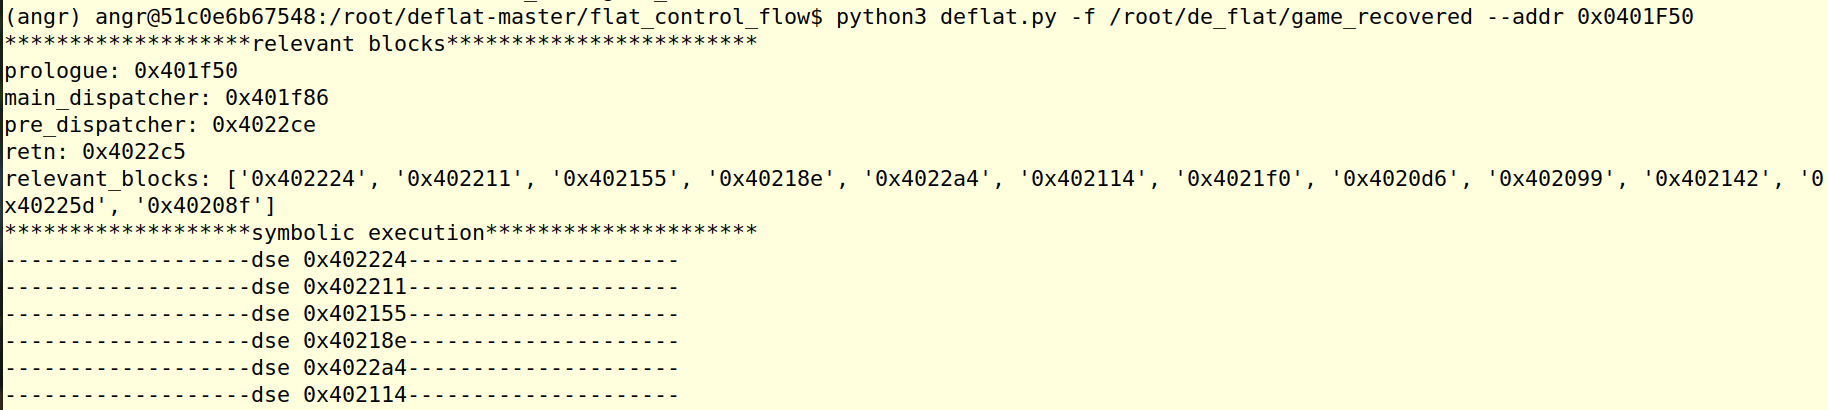 (angr) angr@51c0e6b67548:/root/deflat-master/flat_control_flow$ python3 deflat.py -f /root/de_flat/game_recovered --addr 0x0401F50
*******************relevant blocks************************
prologue: 0x401f50
main_dispatcher: 0x401f86
pre_dispatcher: 0x4022ce
retn: 0x4022c5
relevant_blocks: ['0x402224', '0x402211', '0x402155', '0x40218e', '0x4022a4', '0x402114', '0x4021f0', '0x4020d6', '0x402099', '0x402142', '0
x40225d', '0x40208f']
*******************symbolic execution*********************
-------------------dse 0x402224---------------------
-------------------dse 0x402211---------------------
-------------------dse 0x402155---------------------
-------------------dse 0x40218e---------------------
-------------------dse 0x4022a4---------------------
-------------------dse 0x402114---------------------